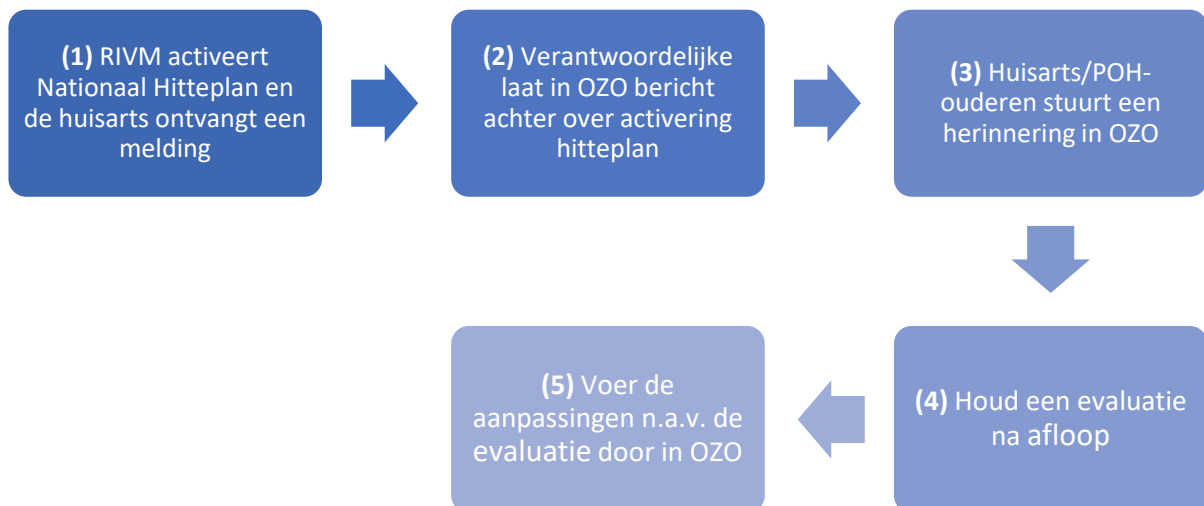 (1) RIVM activeert
Nationaal Hitteplan en
de huisarts ontvangt een
melding
(2) Verantwoordelijke
laat in OZO bericht
achter over activering
hitteplan
(3) Huisarts/POH-
ouderen stuurt een
herinnering in OZO
(4) Houd een evaluatie
na afloop
(5) Voer de
aanpassingen n.a.v. de
evaluatie door in OZO